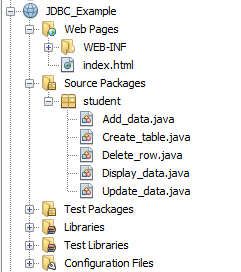 JDBC_Example
Web Pages
WEB-INF
index.html
Source Packages
student
Add_data.java
Create_table.java
Delete_row.java
Display_data.java
Update_data.java
Test Packages
Libraries
Test Libraries
Configuration Files